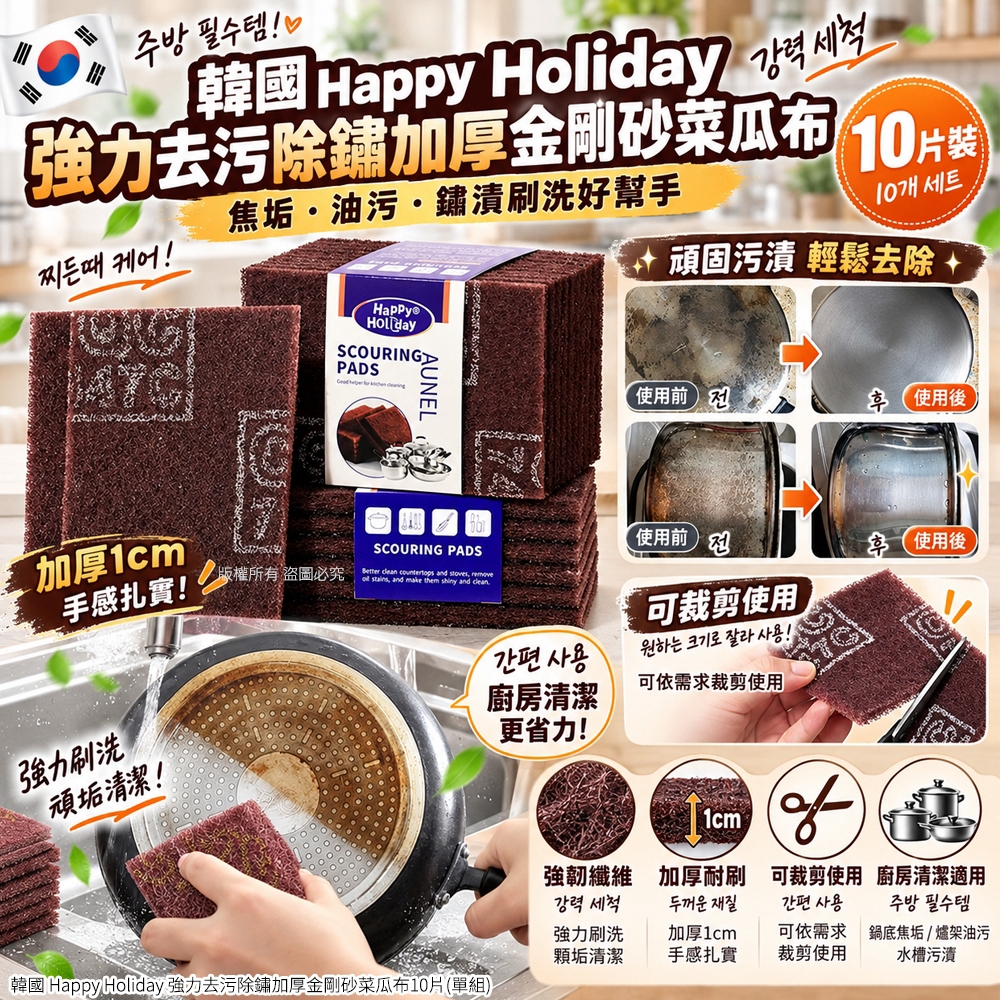 주방 필수템!
강력 세척
韓國 Happy Holiday
強力去污除鏽加厚金剛砂菜瓜布
焦垢・油污・鏽漬刷洗好幫手
10片裝
10개 세트
찌든때 케어!
HaPPy®
HOliday
SCOURING
PADS
Good helper for kitchen cleaning
AUNEL
SCOURING PADS
Better clean countertops and stoves, remove
oil stains, and make them shiny and clean.
加厚1cm
手感扎實!
版權所有 盜圖必究
頑固污漬 輕鬆去除
使用前
전
후
使用後
使用前
전
후
使用後
可裁剪使用
원하는 크기로 잘라 사용!
可依需求裁剪使用
간편 사용
廚房清潔
更省力!
強力刷洗
頑垢清潔!
1cm
強韌纖維
강력 세척
強力刷洗
顆垢清潔
加厚耐刷
두꺼운 재질
加厚1cm
手感扎實
可裁剪使用
간편 사용
可依需求
裁剪使用
廚房清潔適用
주방 필수템
鍋底焦垢 / 爐架油污
水槽污漬
韓國 Happy Holiday 強力去污除鏽加厚金剛砂菜瓜布10片(單組)